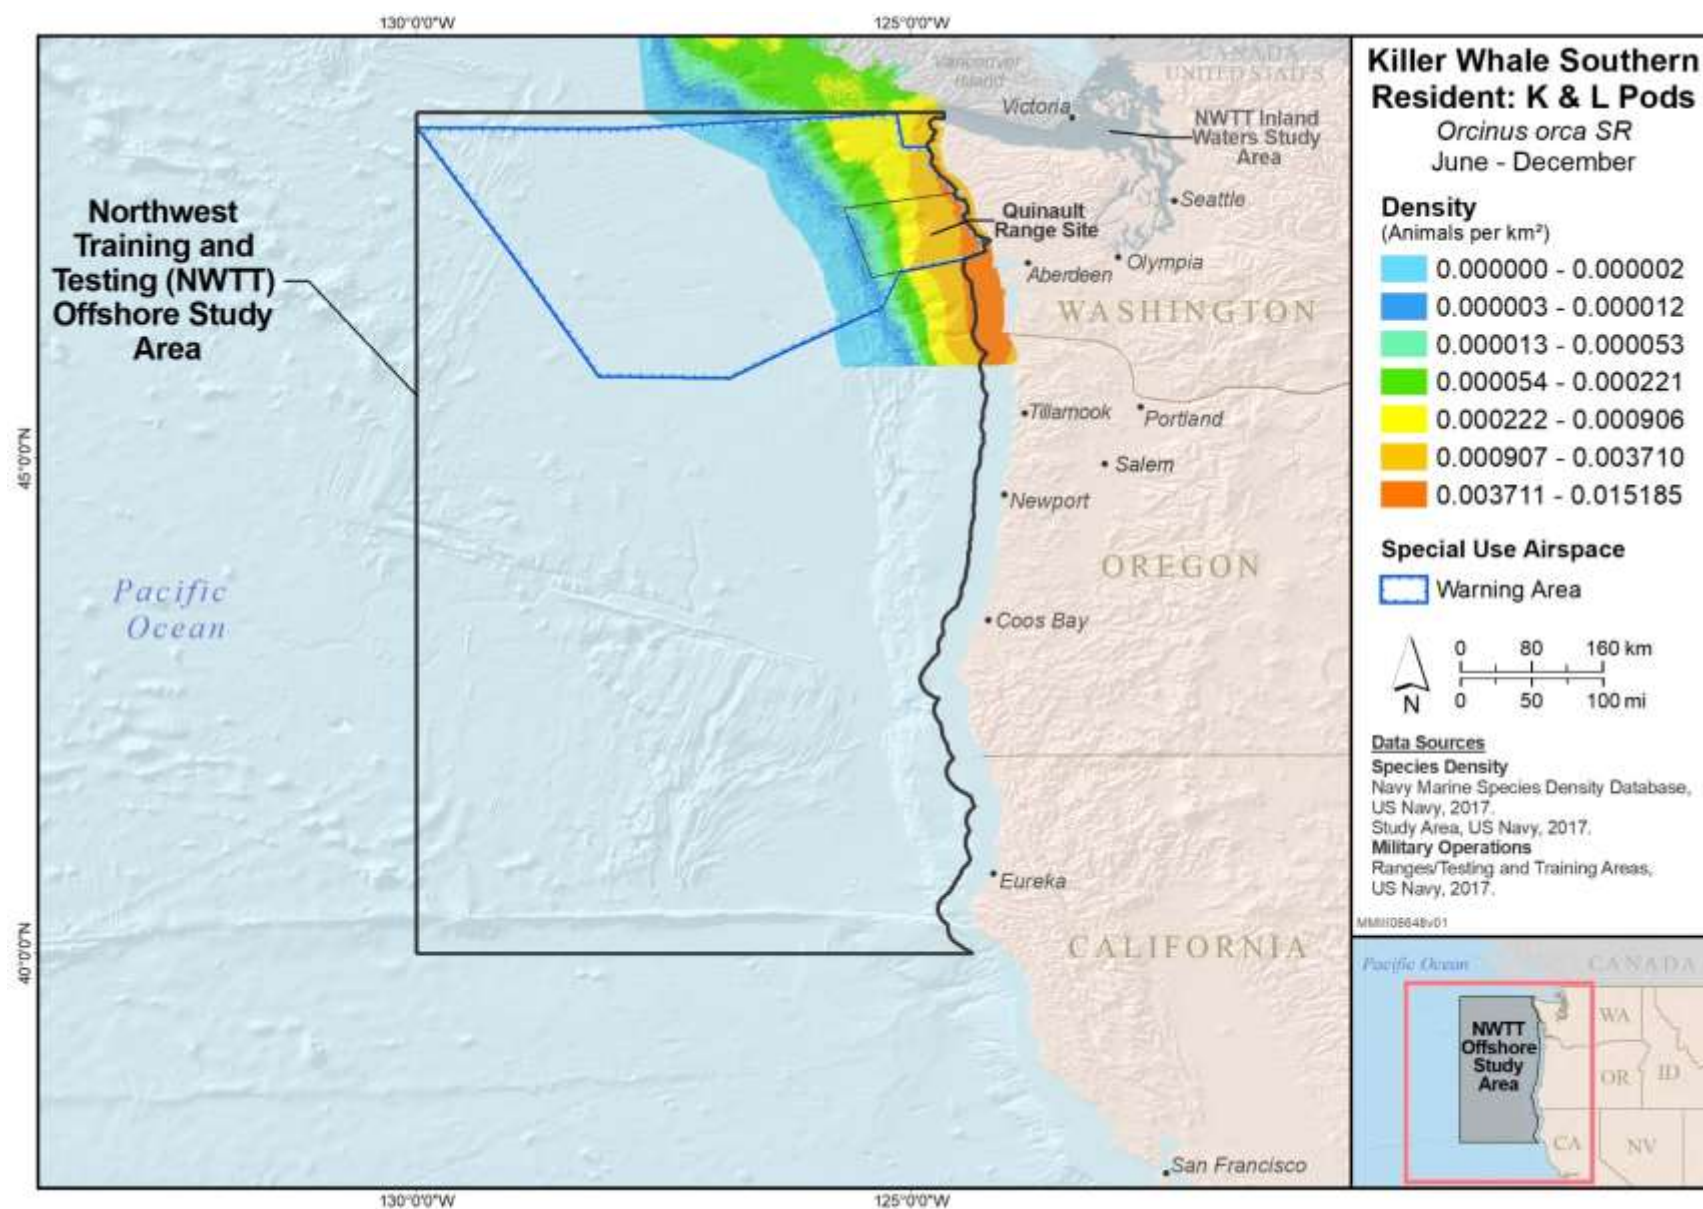 130°0'0"W
125°0'0"W
CANADA
UNITED STATES
Vancouver
Island
Victoria
NWTT Inland
Waters Study
Area
Seattle
Northwest
Training and
Testing (NWTT)
Offshore Study
Area
Quinault
Range Site
Aberdeen
Olympia
WASHINGTON
Tillamook
Portland
45°0'0"N
Salem
Newport
OREGON
Pacific
Ocean
Coos Bay
Eureka
CALIFORNIA
40°0'0"N
San Francisco
130°0'0"W
125°0'0"W
Killer Whale Southern
Resident: K & L Pods
Orcinus orca SR
June - December
Density
(Animals per km²)
0.000000 - 0.000002
0.000003 - 0.000012
0.000013 - 0.000053
0.000054 - 0.000221
0.000222 - 0.000906
0.000907 - 0.003710
0.003711 - 0.015185
Special Use Airspace
Warning Area
N
0 80 160 km
0 50 100 mi
Data Sources
Species Density
Navy Marine Species Density Database,
US Navy, 2017.
Study Area, US Navy, 2017.
Military Operations
Ranges/Testing and Training Areas,
US Navy, 2017.
Pacific Ocean
CANADA
NWTT
Offshore
Study
Area
WA
OR
ID
CA
NV